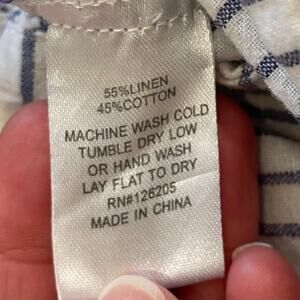 55%LINEN
45%COTTON
MACHINE WASH COLD
TUMBLE DRY LOW
OR HAND WASH
LAY FLAT TO DRY
RN#126205
MADE IN CHINA